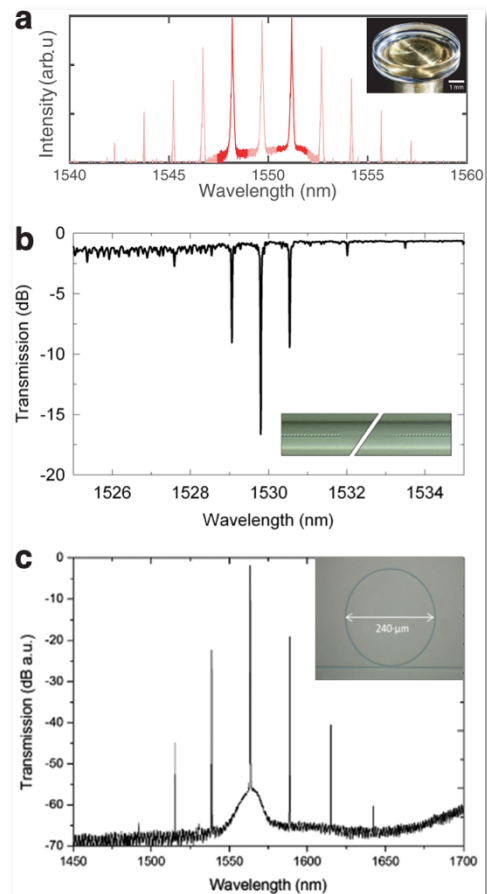 a
Intensity (arb.u)
1 mm
1540
1545
1550
1555
1560
Wavelength (nm)
b
0
-5
-10
-15
-20
Transmission (dB)
1526
1528
1530
1532
1534
Wavelength (nm)
c
0
-10
-20
-30
-40
-50
-60
-70
Transmission (dB a.u.)
240-μm
1450
1500
1550
1600
1650
1700
Wavelength (nm)